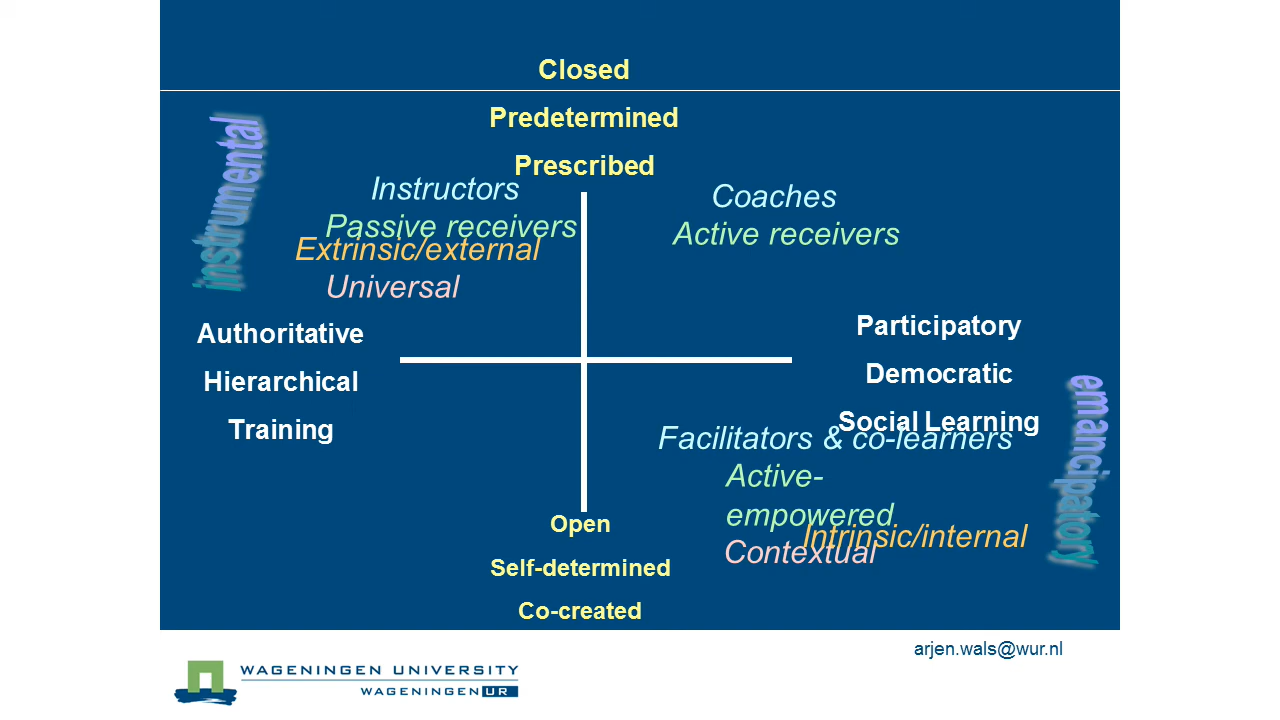 Closed
Predetermined
Prescribed
instrumental
Instructors
Passive receivers
Extrinsic/external
Universal
Coaches
Active receivers
Authoritative
Hierarchical
Training
Participatory
Democratic
Social Learning
emancipatory
Facilitators & co-learners
Active-
empowered
Intrinsic/internal
Contextual
Open
Self-determined
Co-created
arjen.wals@wur.nl
WAGENINGEN UNIVERSITY
WAGENINGEN UR